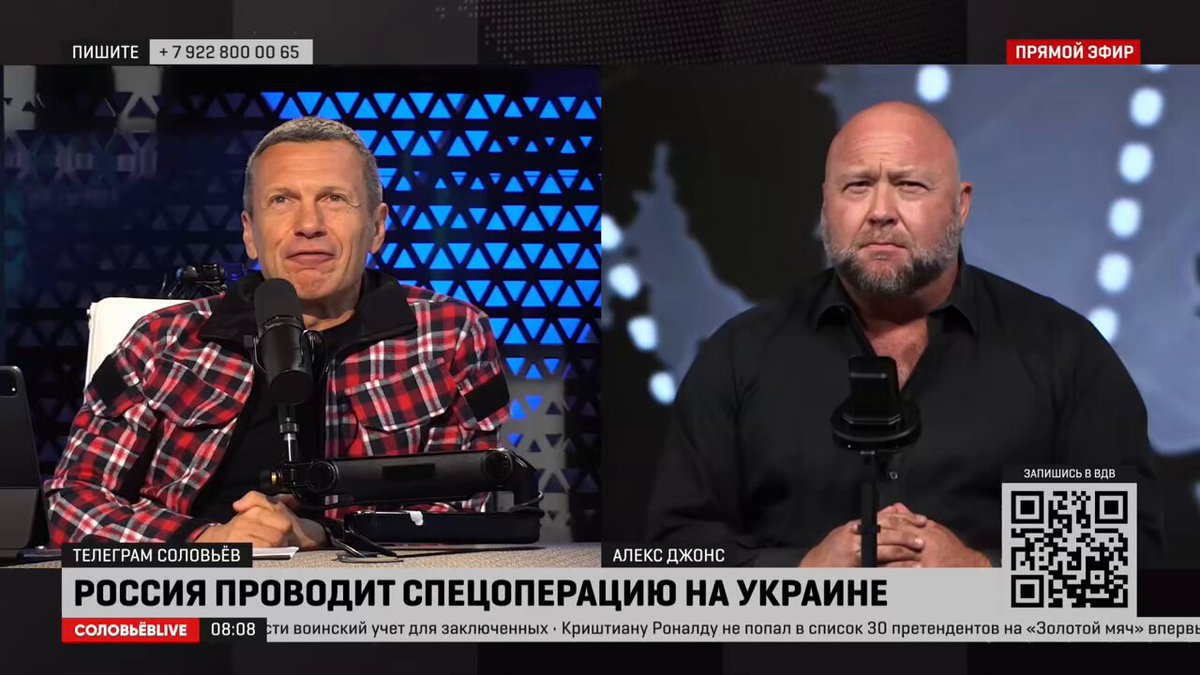 ПИШИТЕ +7 922 800 00 65
ПРЯМОЙ ЭФИР
ЗАПИШИСЬ В ВДВ
ТЕЛЕГРАМ СОЛОВЬЁВ
АЛЕКС ДЖОНС
РОССИЯ ПРОВОДИТ СПЕЦОПЕРАЦИЮ НА УКРАИНЕ
СОЛОВЬЁВLIVE 08:08 сти воинский учет для заключенных · Криштиану Роналду не попал в список 30 претендентов на «Золотой мяч» впервы